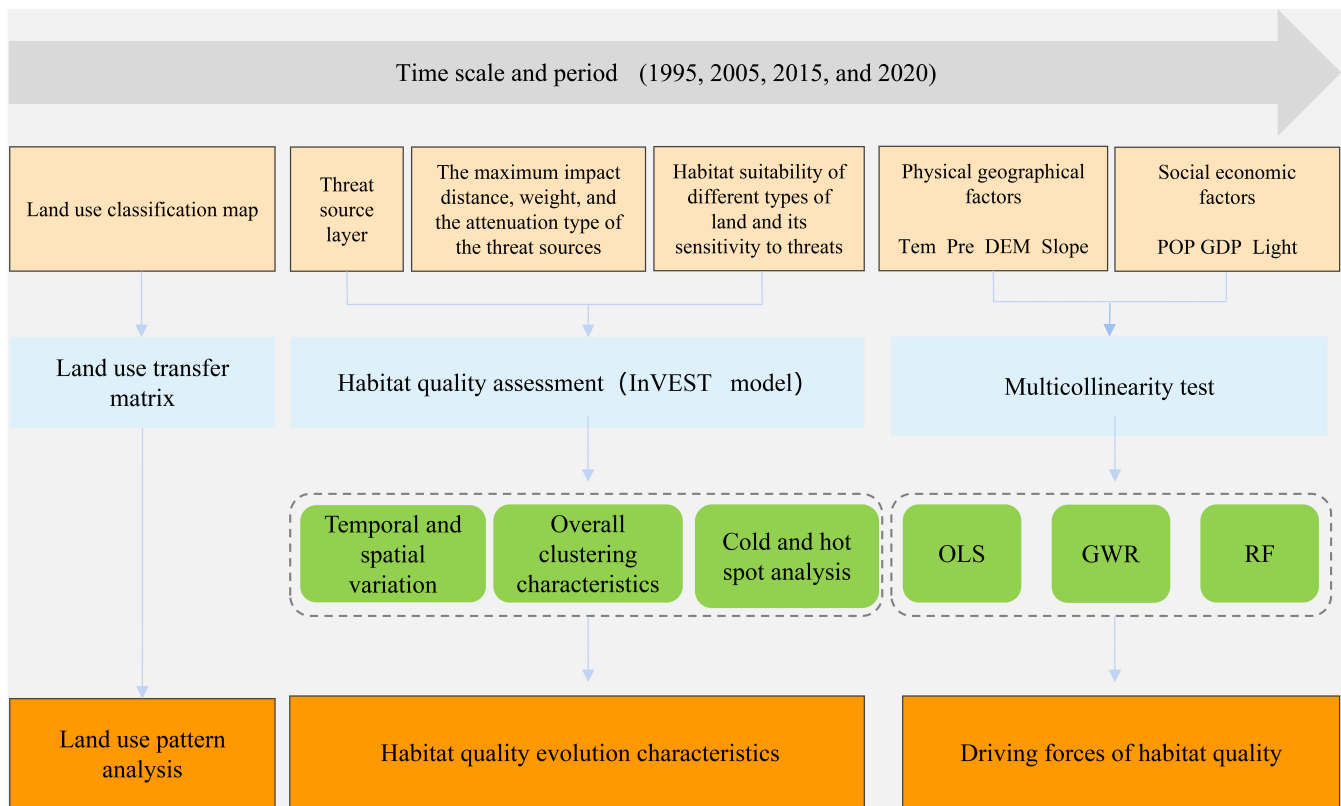 Time scale and period (1995, 2005, 2015, and 2020)
Land use classification map
Threat
source
layer
The maximum impact
distance, weight, and
the attenuation type of
the threat sources
Habitat suitability of
different types of
land and its
sensitivity to threats
Physical geographical
factors
Tem Pre DEM Slope
Social economic
factors
POP GDP Light
Land use transfer
matrix
Habitat quality assessment (InVEST model)
Multicollinearity test
Temporal and
spatial
variation
Overall
clustering
characteristics
Cold and hot
spot analysis
OLS
GWR
RF
Land use pattern
analysis
Habitat quality evolution characteristics
Driving forces of habitat quality